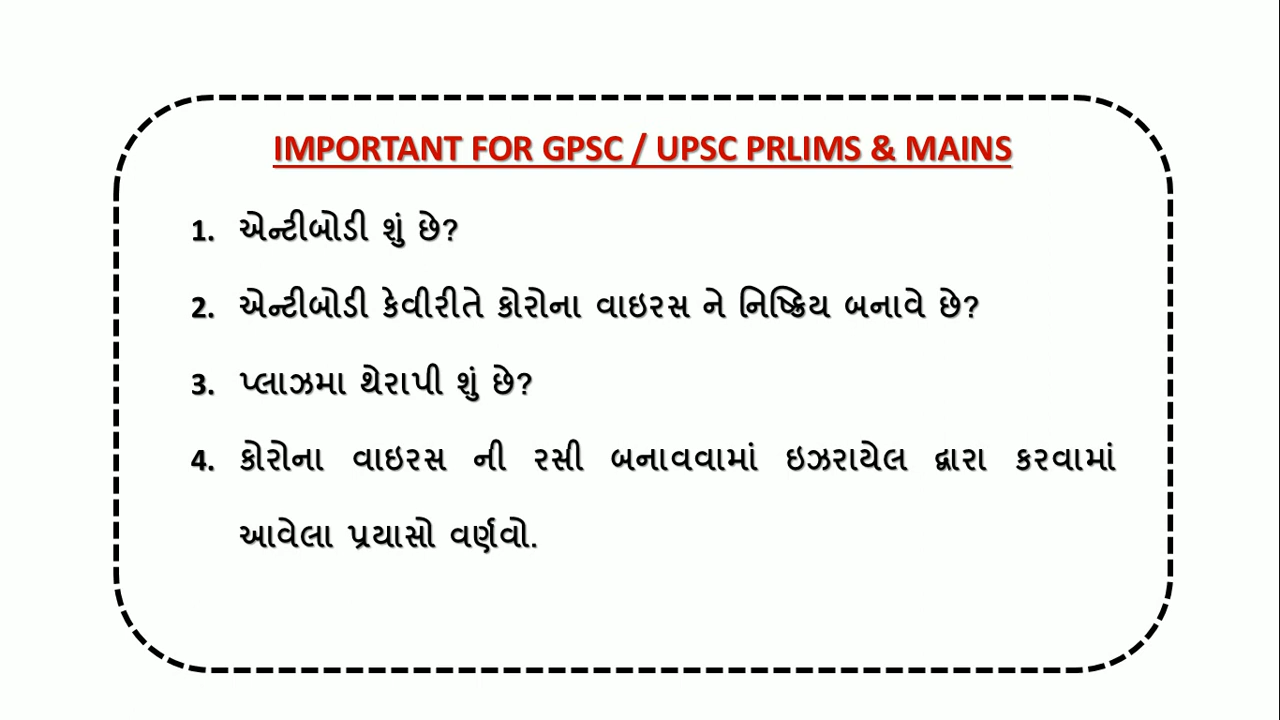 IMPORTANT FOR GPSC / UPSC PRLIMS & MAINS
1. એન્ટીબોડી શું છે?
2. એન્ટીબોડી કેવીરીતે કોરોના વાઇરસ ને નિષ્ક્રિય બનાવે છે?
3. પ્લાઝમા થેરાપી શું છે?
4. કોરોના વાઇરસ ની રસી બનાવવામાં ઇઝરાયેલ દ્વારા કરવામાં
આવેલા પ્રયાસો વર્ણવો.